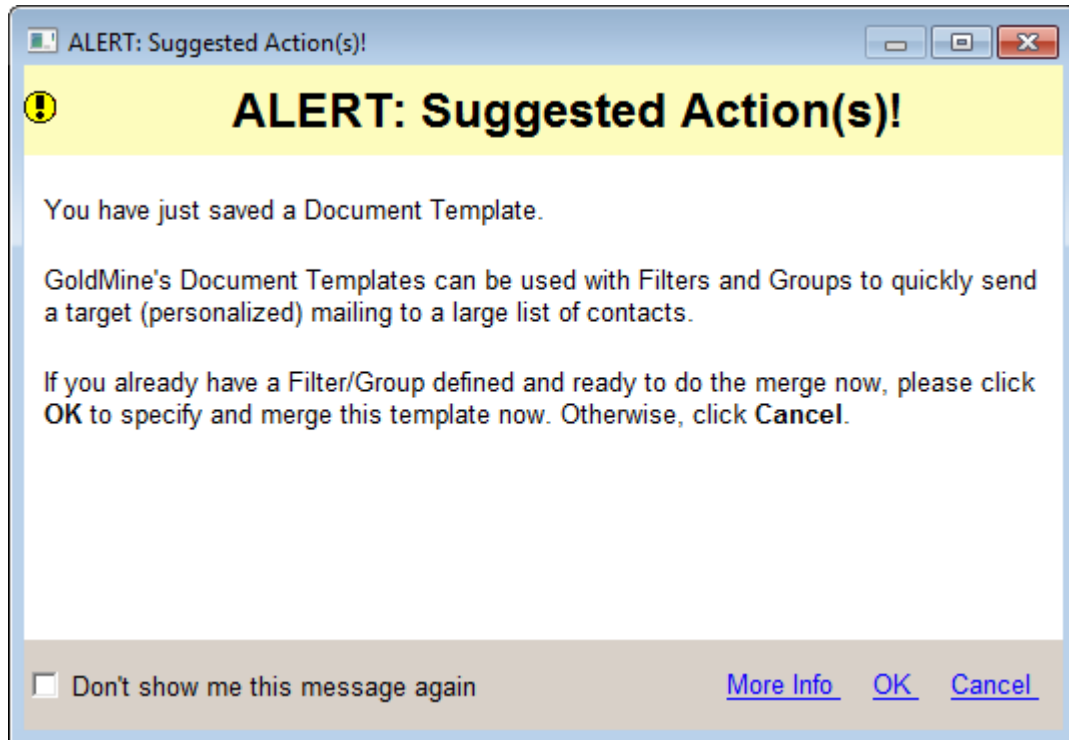 ALERT: Suggested Action(s)!
ALERT: Suggested Action(s)!
You have just saved a Document Template.
GoldMine's Document Templates can be used with Filters and Groups to quickly send
a target (personalized) mailing to a large list of contacts.
If you already have a Filter/Group defined and ready to do the merge now, please click
OK to specify and merge this template now. Otherwise, click Cancel.
Don't show me this message again More Info OK Cancel